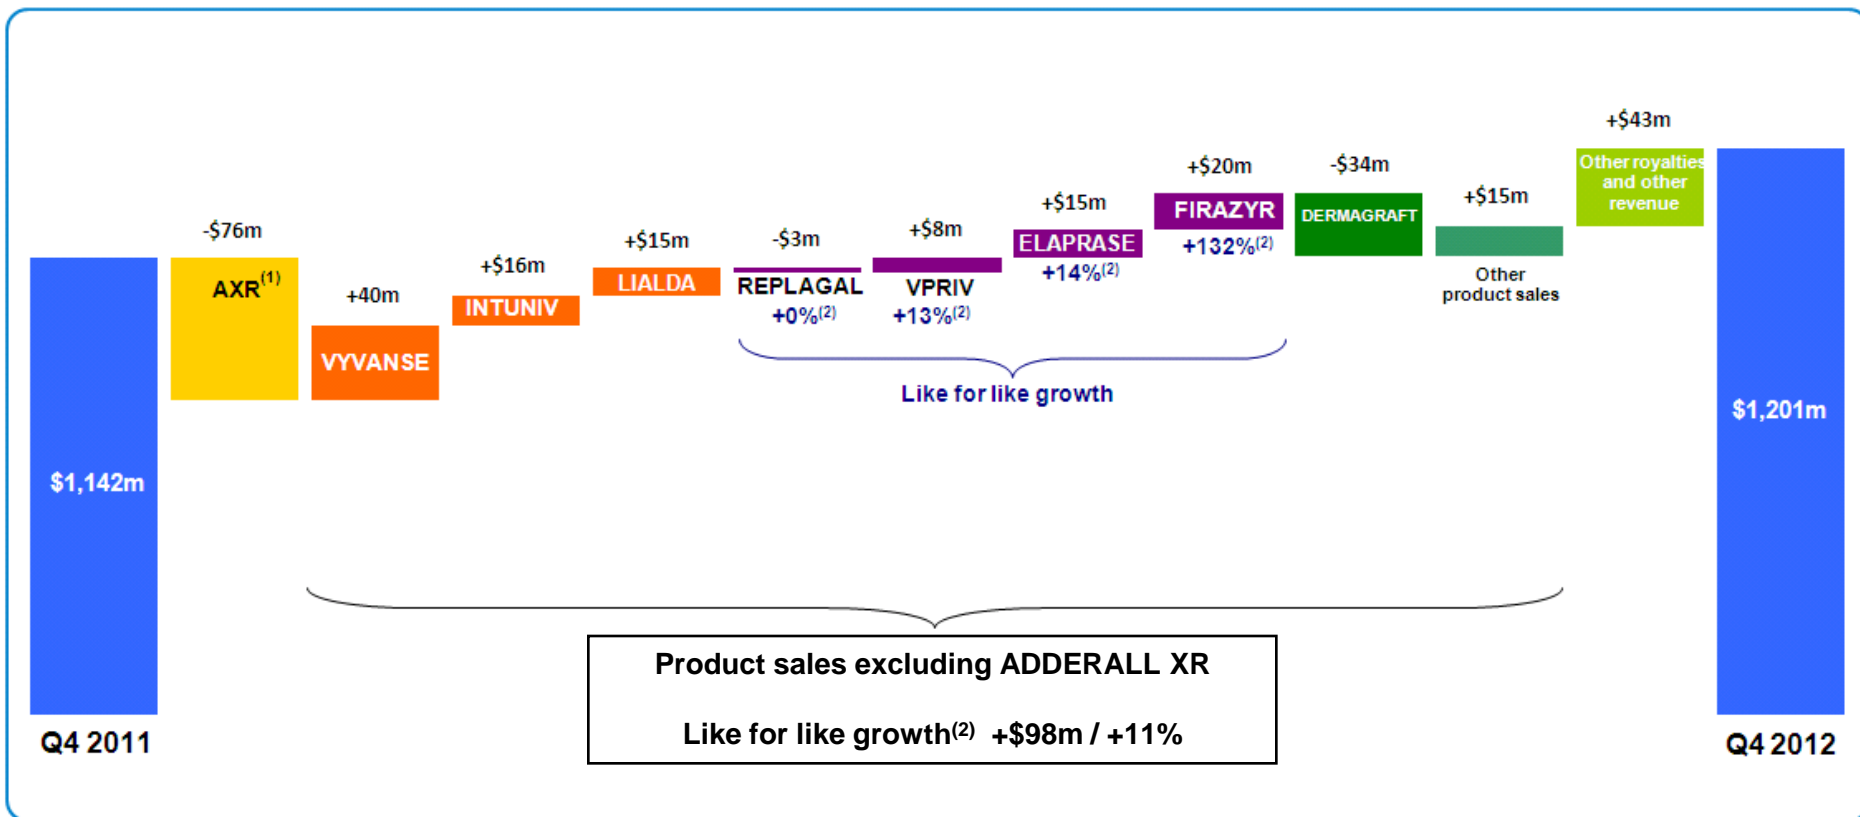 $1,142m
Q4 2011
-$76m
AXR(1)
+40m
VYVANSE
+$16m
INTUNIV
+$15m
LIALDA
-$3m
REPLAGAL
+0%(2)
+$8m
VPRIV
+13%(2)
+$15m
ELAPRASE
+14%(2)
+$20m
FIRAZYR
+132%(2)
Like for like growth
-$34m
DERMAGRAFT
+$15m
Other
product sales
+$43m
Other royalties
and other
revenue
$1,201m
Q4 2012
Product sales excluding ADDERALL XR
Like for like growth(2) +$98m / +11%